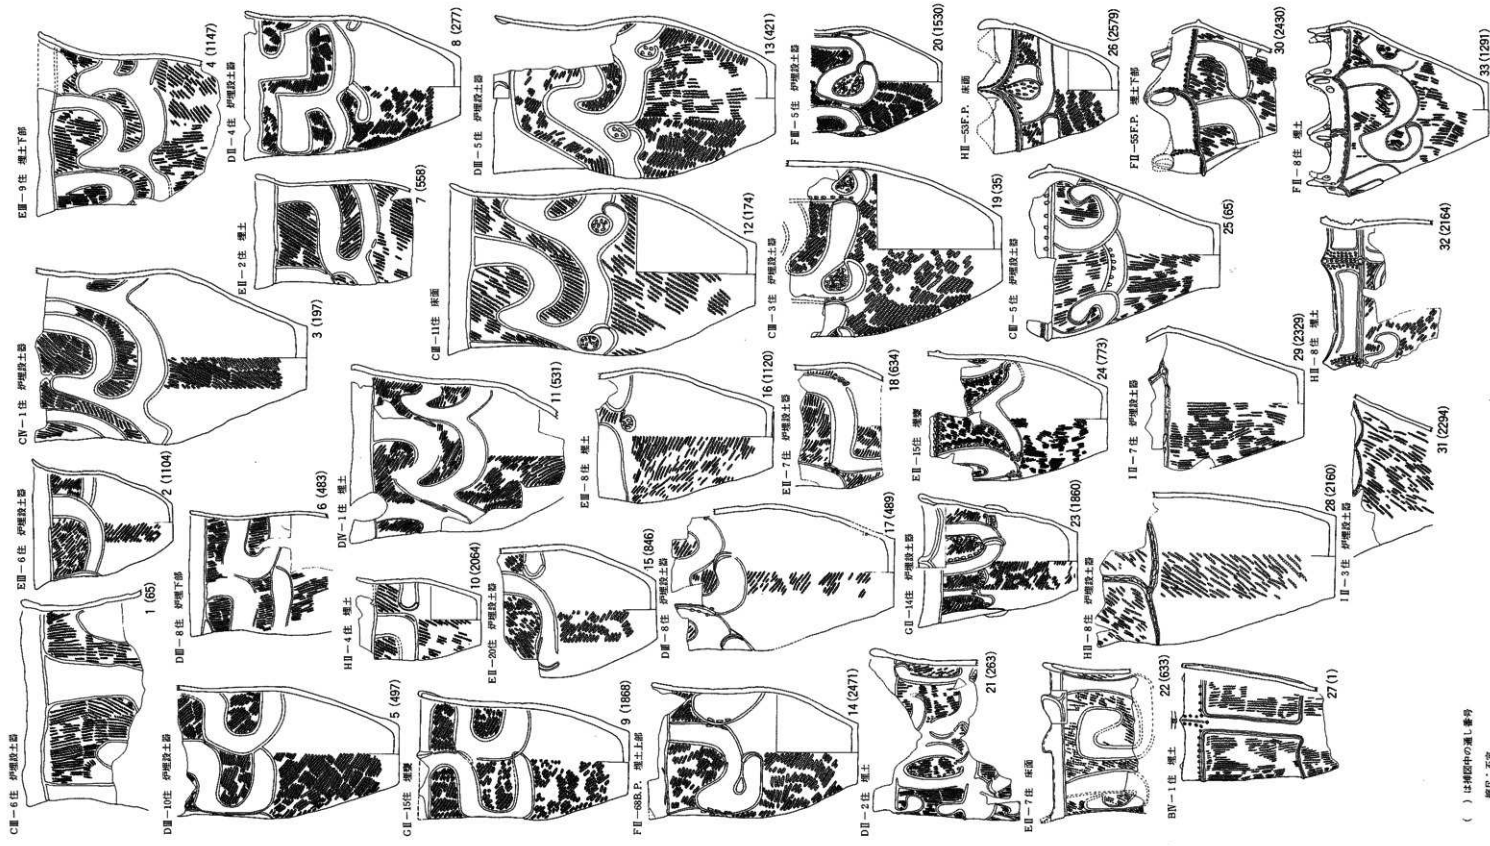 CⅢ−6住 炉埋設土器
1 (65)
EⅢ−6住 炉埋設土器
2 (1104)
CⅣ−1住 炉埋設土器
3 (197)
EⅢ−9住 埋土下部
4 (1147)
DⅢ−10住 炉埋設土器
5 (497)
DⅢ−8住 炉埋下部
6 (483)
EⅡ−2住 埋土
7 (558)
DⅡ−4住 炉埋設土器
8 (277)
GⅡ−15住 埋甕
9 (1868)
HⅡ−4住 埋土
10 (2064)
DⅣ−1住 埋土
11 (531)
CⅢ−11住 床面
12 (174)
DⅢ−5住 炉埋設土器
13 (421)
FⅡ−68B.P. 埋土上部
14 (2471)
EⅡ−20住 炉埋設土器
15 (846)
EⅢ−8住 埋土
16 (1120)
DⅢ−8住 炉埋設土器
17 (489)
EⅡ−7住 炉埋設土器
18 (634)
CⅢ−3住 炉埋設土器
19 (35)
FⅢ−5住 炉埋設土器
20 (1530)
DⅡ−2住 埋土
21 (263)
EⅡ−7住 床面
22 (633)
GⅡ−14住 炉埋設土器
23 (1860)
EⅡ−15住 埋甕
24 (773)
CⅢ−5住 炉埋設土器
25 (65)
HⅡ−53F.P. 床面
26 (2579)
BⅣ−1住 埋土
27 (1)
HⅡ−8住 炉埋設土器
28 (2160)
IⅡ−7住 炉埋設土器
29 (2329)
FⅡ−55F.P. 埋土下部
30 (2430)
IⅡ−3住 炉埋設土器
31 (2294)
HⅡ−8住 埋土
32 (2164)
FⅡ−8住 埋土
33 (1291)
( )は挿図中の通し番号